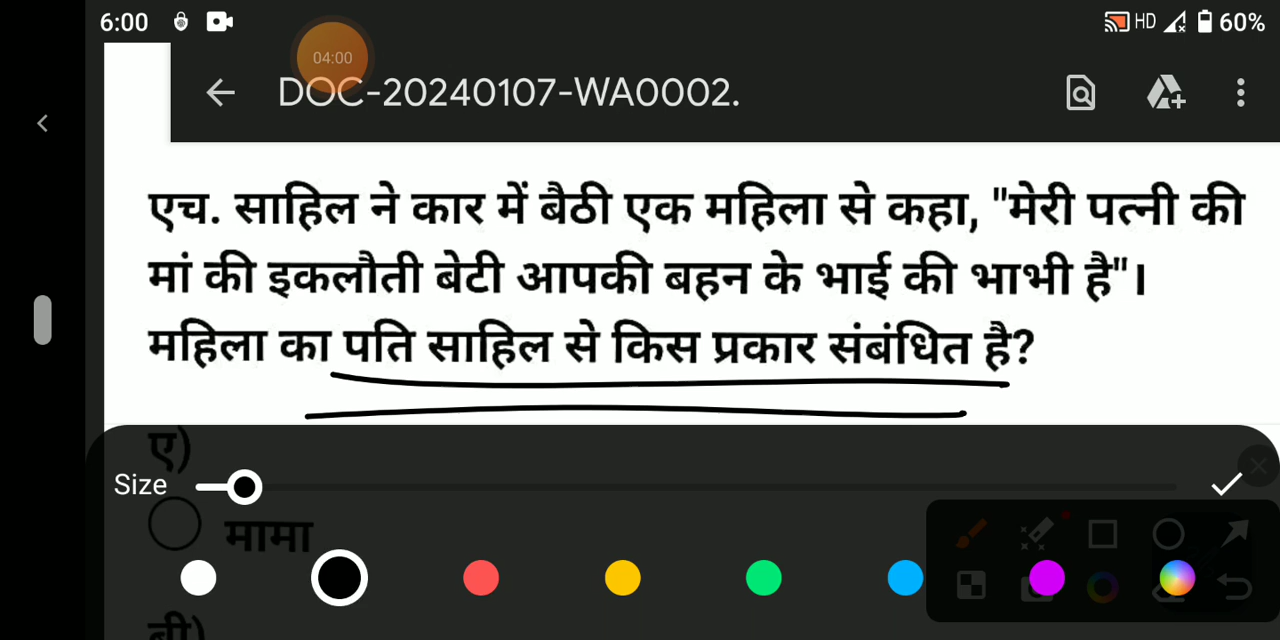 6:00
HD 60%
04:00
DOC-20240107-WA0002.
एच. साहिल ने कार में बैठी एक महिला से कहा, "मेरी पत्नी की
मां की इकलौती बेटी आपकी बहन के भाई की भाभी है"।
महिला का पति साहिल से किस प्रकार संबंधित है?
ए)
Size
मामा
बी)